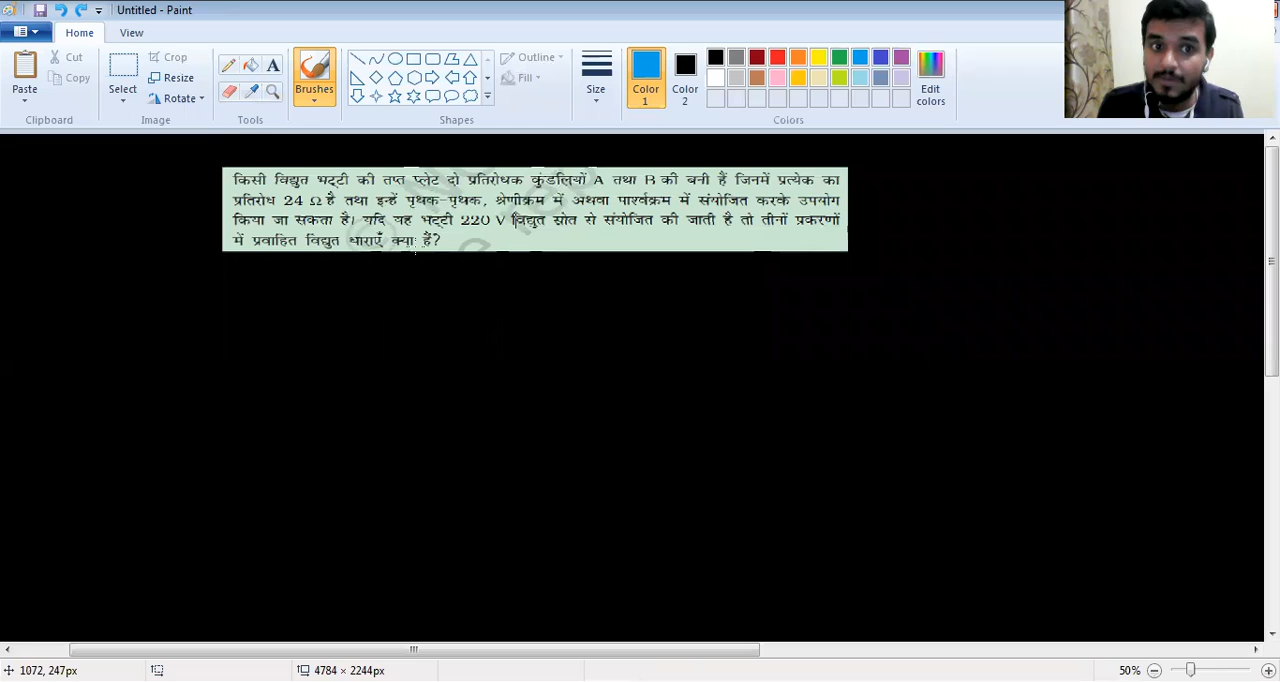 Untitled - Paint
Home View
Paste
Cut
Copy
Clipboard
Select
Crop
Resize
Rotate
Image
Tools
Brushes
Shapes
Outline
Fill
Size
Color 1
Color 2
Edit colors
Colors
किसी विद्युत भट्टी की तप्त प्लेट दो प्रतिरोधक कुंडलियों A तथा B की बनी हैं जिनमें प्रत्येक का
प्रतिरोध 24 Ω है तथा इन्हें पृथक-पृथक, श्रेणीक्रम में अथवा पार्श्वक्रम में संयोजित करके उपयोग
किया जा सकता है। यदि यह भट्टी 220 V विद्युत स्रोत से संयोजित की जाती है तो तीनों प्रकरणों
में प्रवाहित विद्युत धाराएँ क्या हैं?
1072, 247px
4784 × 2244px
50%